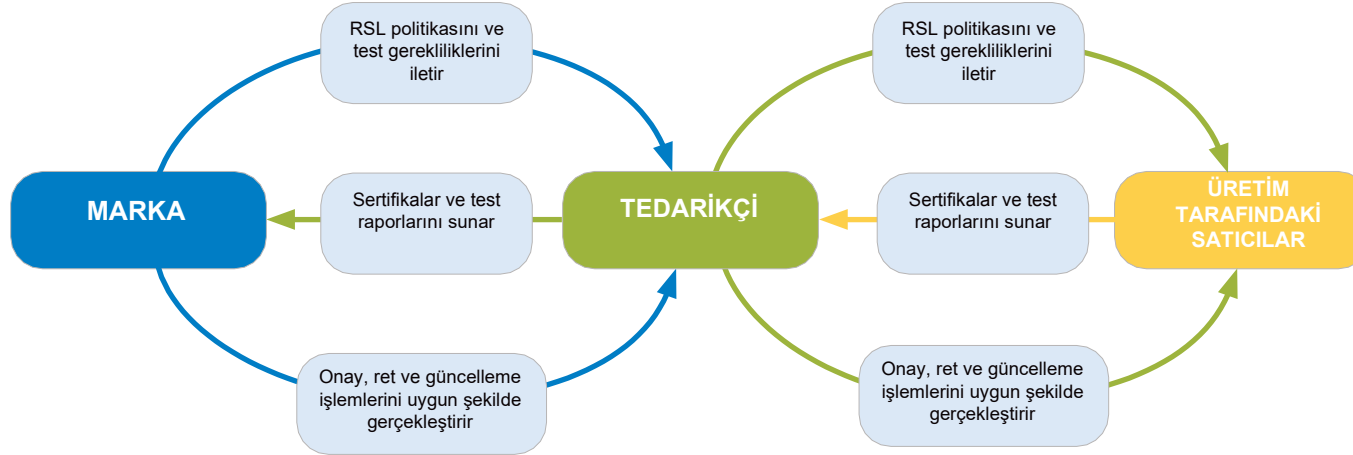 RSL politikasını ve
test gerekliliklerini
iletir
RSL politikasını ve
test gerekliliklerini
iletir
MARKA
Sertifikalar ve test
raporlarını sunar
TEDARİKÇİ
Sertifikalar ve test
raporlarını sunar
ÜRETİM
TARAFINDAKİ
SATICILAR
Onay, ret ve güncelleme
işlemlerini uygun şekilde
gerçekleştirir
Onay, ret ve güncelleme
işlemlerini uygun şekilde
gerçekleştirir